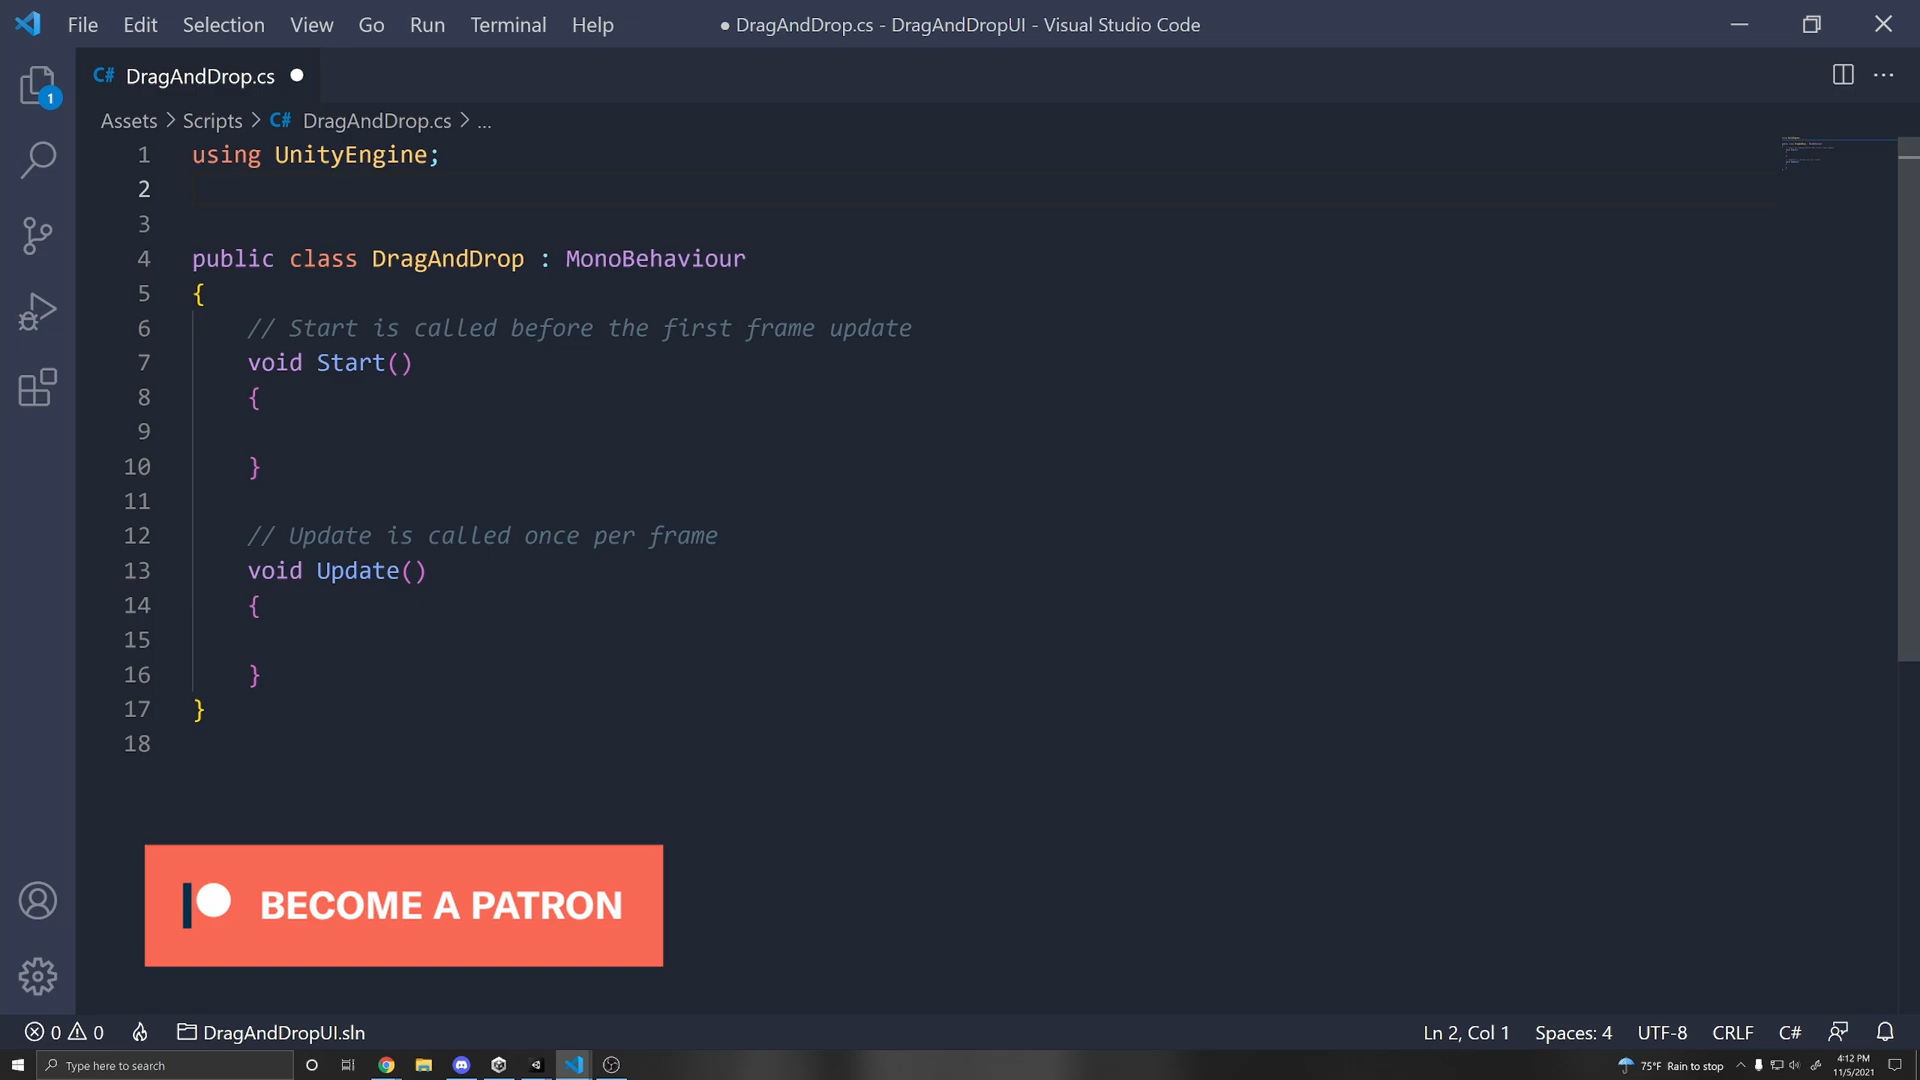 File Edit Selection View Go Run Terminal Help
● DragAndDrop.cs - DragAndDropUI - Visual Studio Code
C# DragAndDrop.cs
1
Assets > Scripts > C# DragAndDrop.cs > ...
1 using UnityEngine;
2
3
4 public class DragAndDrop : MonoBehaviour
5 {
6 // Start is called before the first frame update
7 void Start()
8 {
9
10 }
11
12 // Update is called once per frame
13 void Update()
14 {
15
16 }
17 }
18
BECOME A PATRON
0 0 DragAndDropUI.sln Ln 2, Col 1 Spaces: 4 UTF-8 CRLF C#
Type here to search 75°F Rain to stop 4:12 PM
11/5/2021